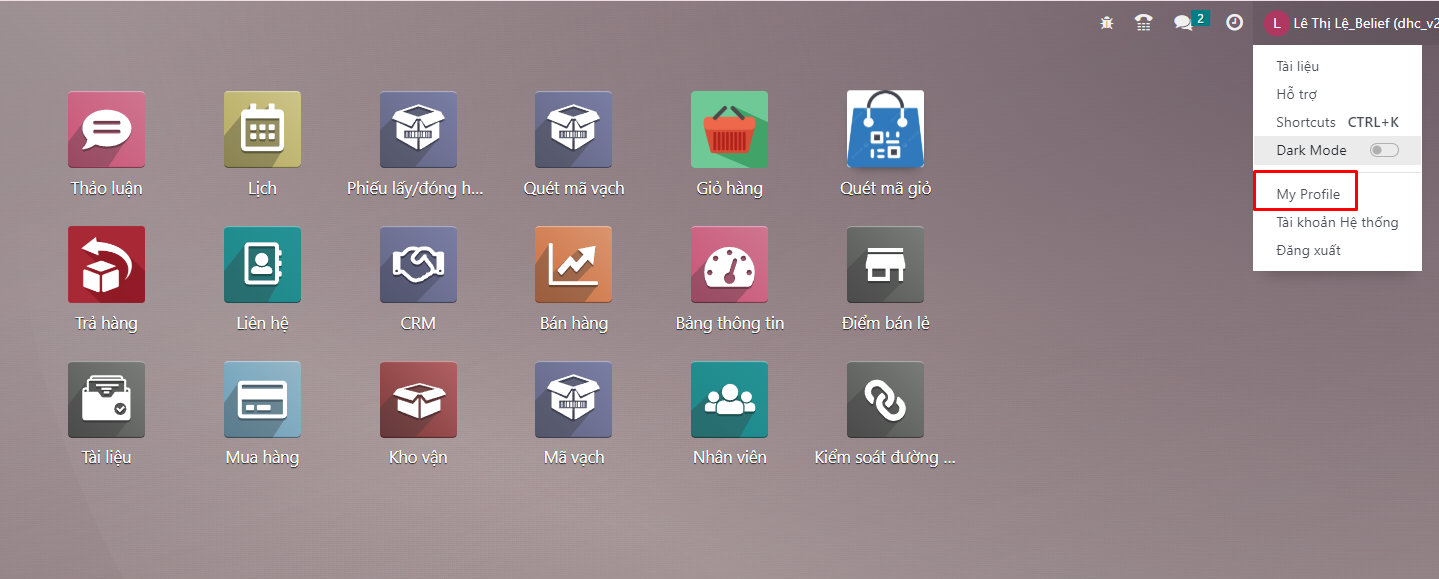 2
L
Lê Thị Lệ_Belief (dhc_v2
Tài liệu
Hỗ trợ
Shortcuts CTRL+K
Dark Mode
My Profile
Tài khoản Hệ thống
Đăng xuất
Thảo luận
Lịch
Phiếu lấy/đóng h...
Quét mã vạch
Giỏ hàng
Quét mã giỏ
Trả hàng
Liên hệ
CRM
Bán hàng
Bảng thông tin
Điểm bán lẻ
Tài liệu
Mua hàng
Kho vận
Mã vạch
Nhân viên
Kiểm soát đường ...